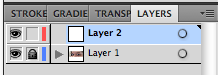 STROKE GRADIE TRANSP LAYERS
Layer 2
Layer 1